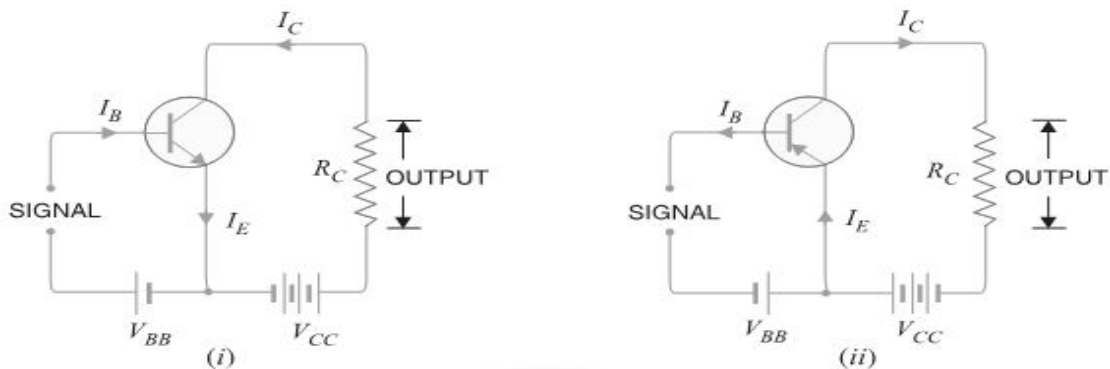 I_C
I_B
R_C
OUTPUT
SIGNAL
I_E
V_BB
V_CC
(i)
I_C
I_B
R_C
OUTPUT
SIGNAL
I_E
V_BB
V_CC
(ii)